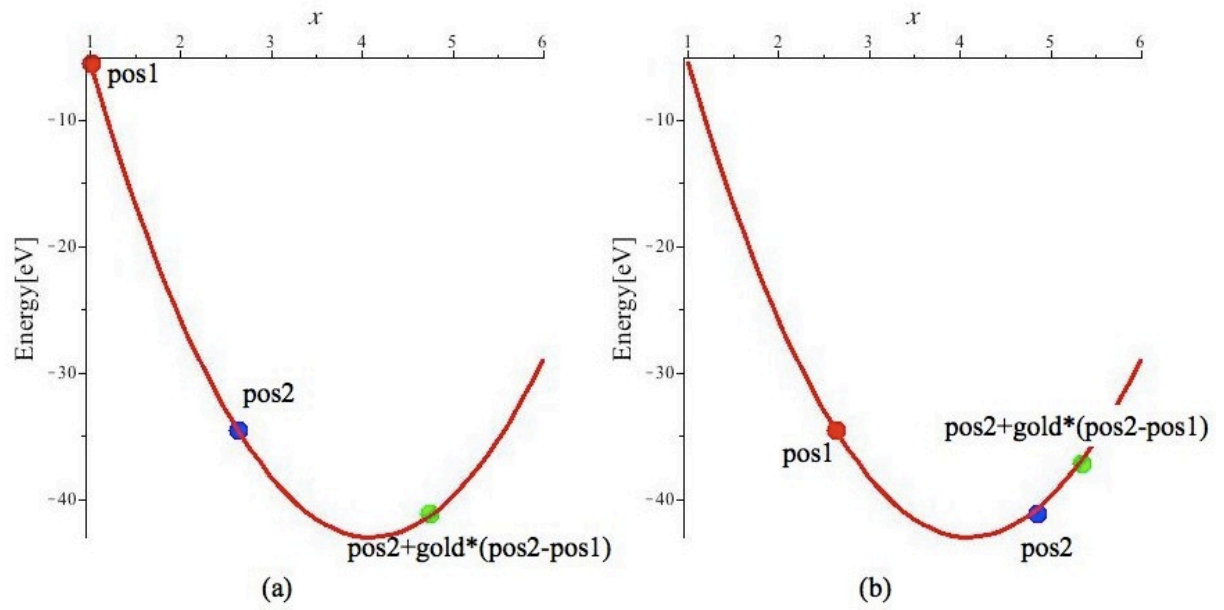 x
1 2 3 4 5 6
pos1
-10
-20
Energy[eV]
-30
pos2
-40
pos2+gold*(pos2-pos1)
(a)
x
1 2 3 4 5 6
-10
-20
Energy[eV]
-30
pos2+gold*(pos2-pos1)
pos1
-40
pos2
(b)